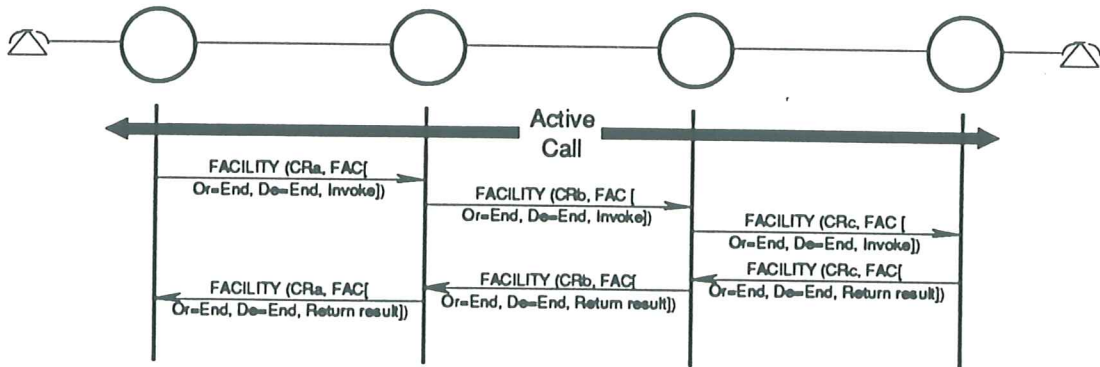 Active
Call
FACILITY (CRa, FAC[
Or=End, De=End, Invoke])
FACILITY (CRb, FAC [
Or=End, De=End, Invoke])
FACILITY (CRc, FAC [
Or=End, De=End, Invoke])
FACILITY (CRc, FAC[
Or=End, De=End, Return result])
FACILITY (CRb, FAC[
Or=End, De=End, Return result])
FACILITY (CRa, FAC[
Or=End, De=End, Return result])